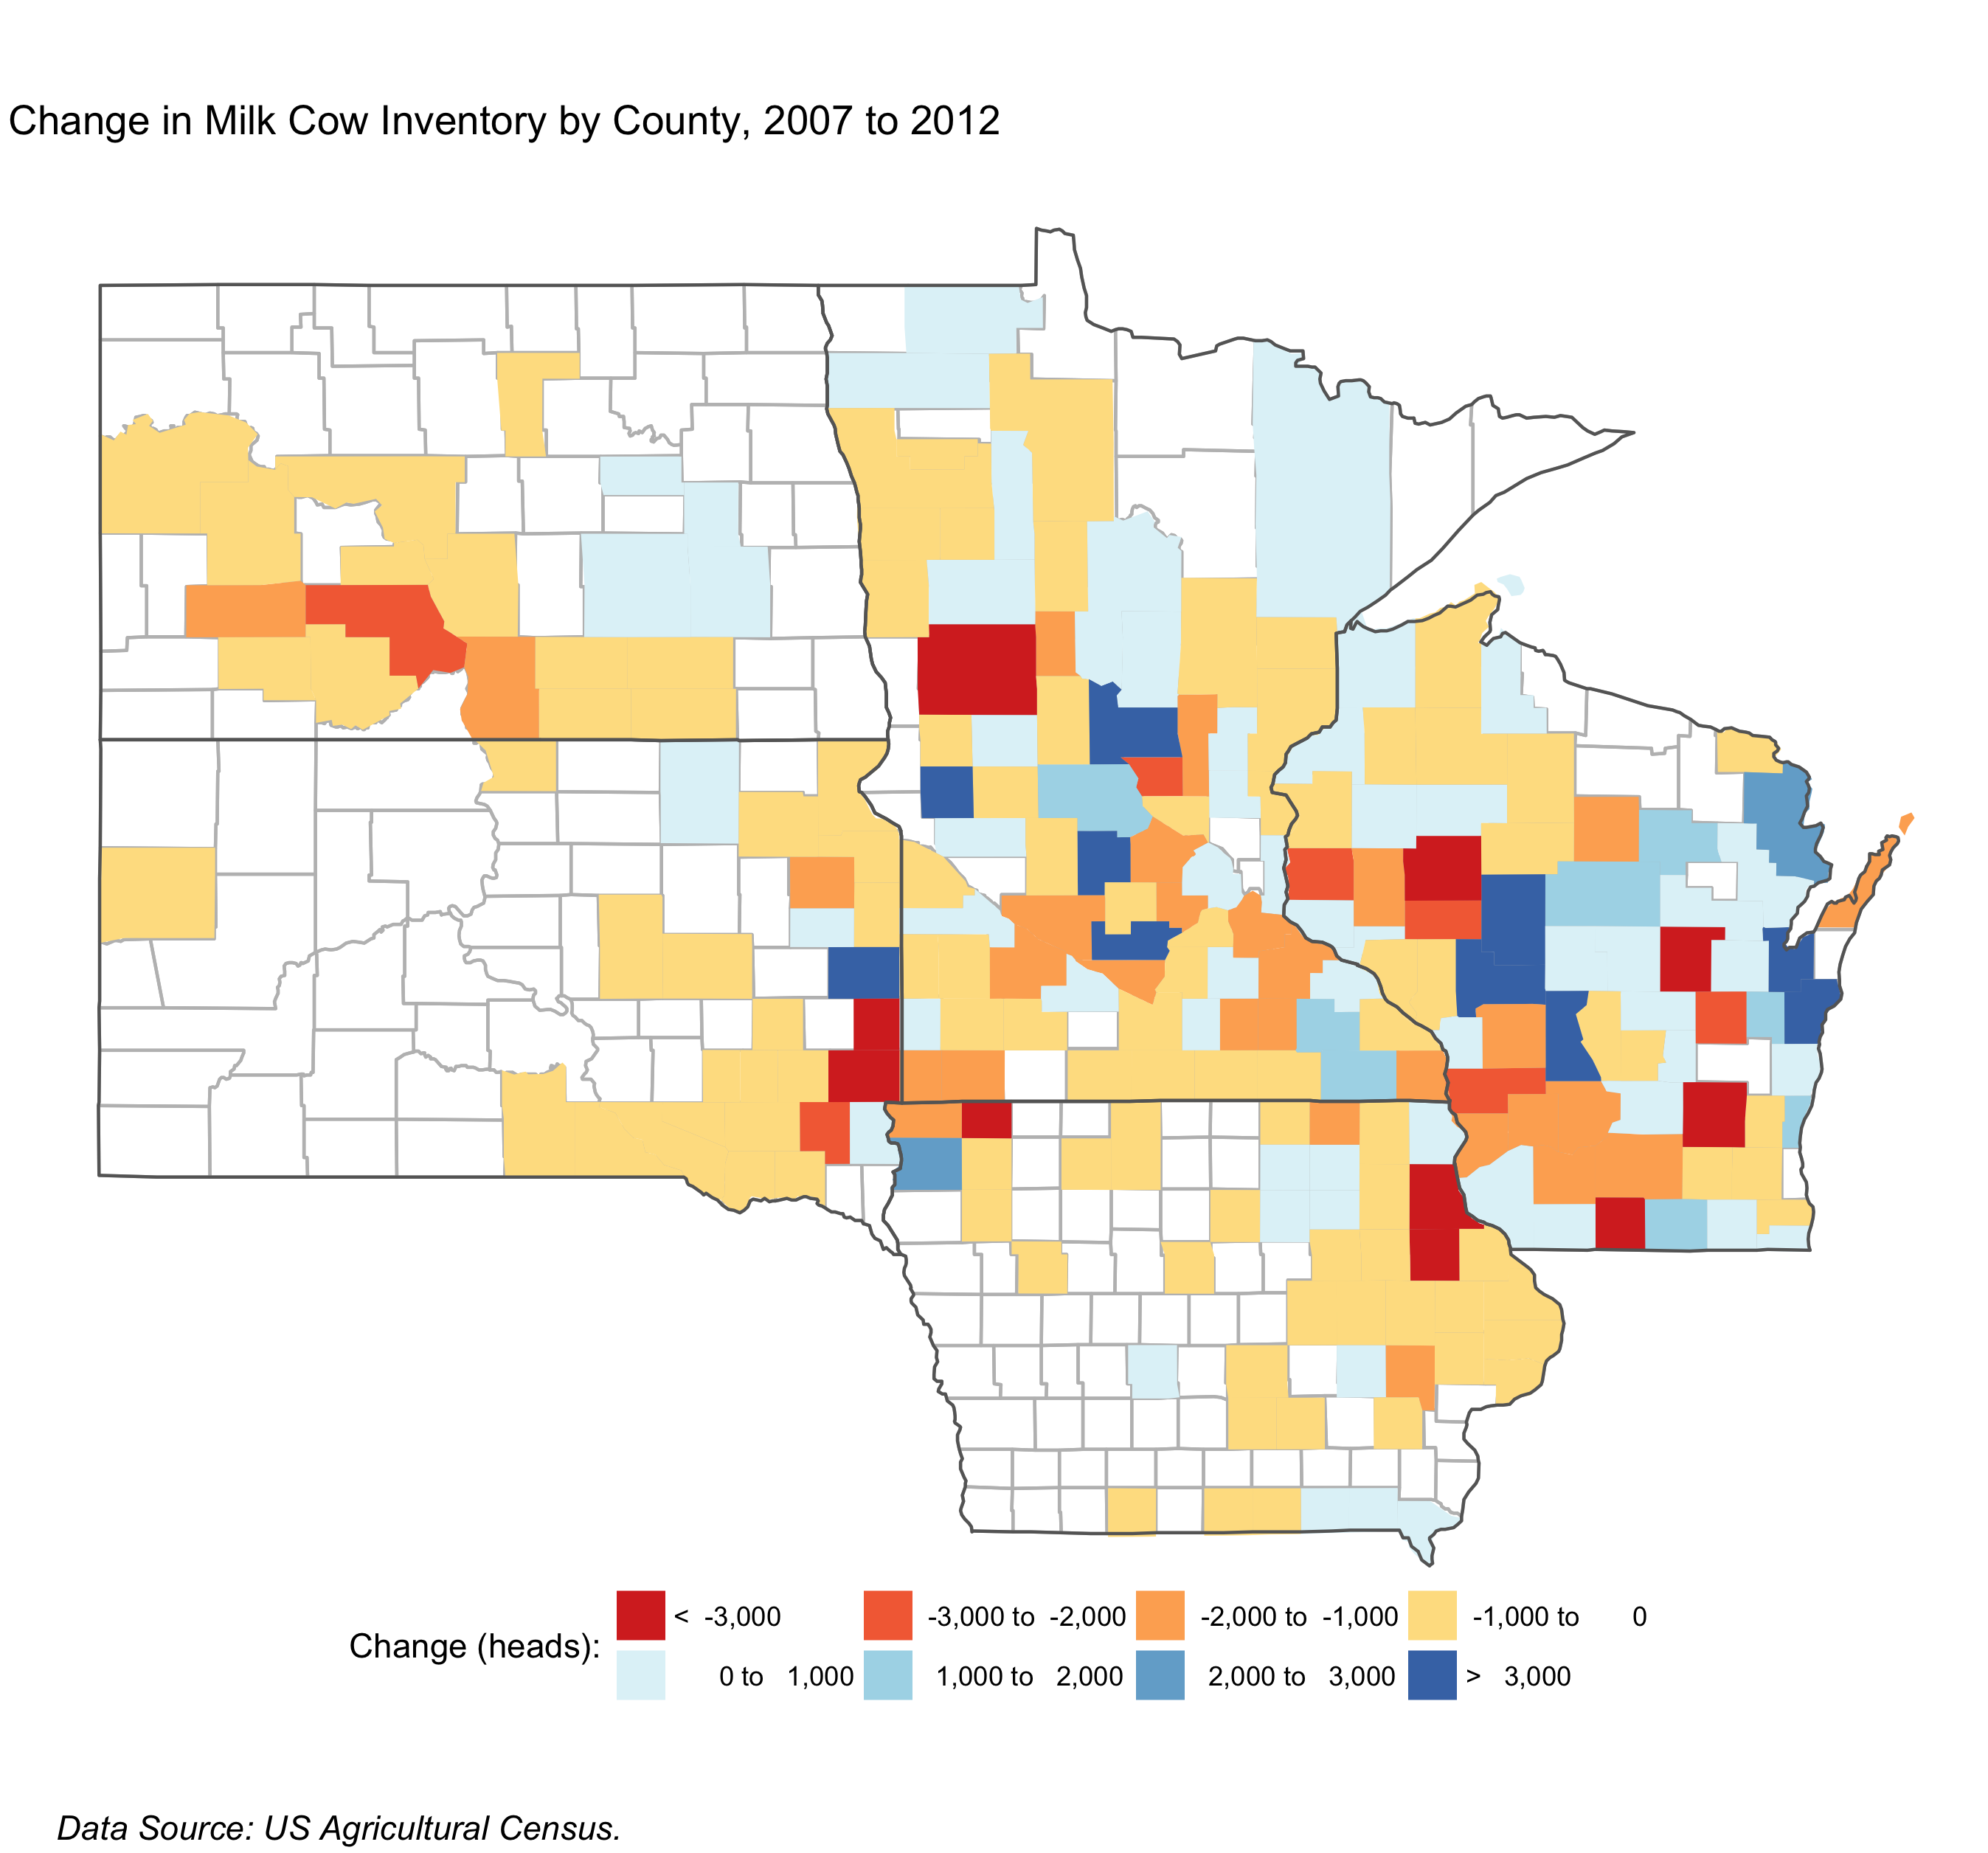 Change in Milk Cow Inventory by County, 2007 to 2012
Change (heads):
< -3,000
-3,000 to -2,000
-2,000 to -1,000
-1,000 to 0
0 to 1,000
1,000 to 2,000
2,000 to 3,000
> 3,000
Data Source: US Agricultural Census.